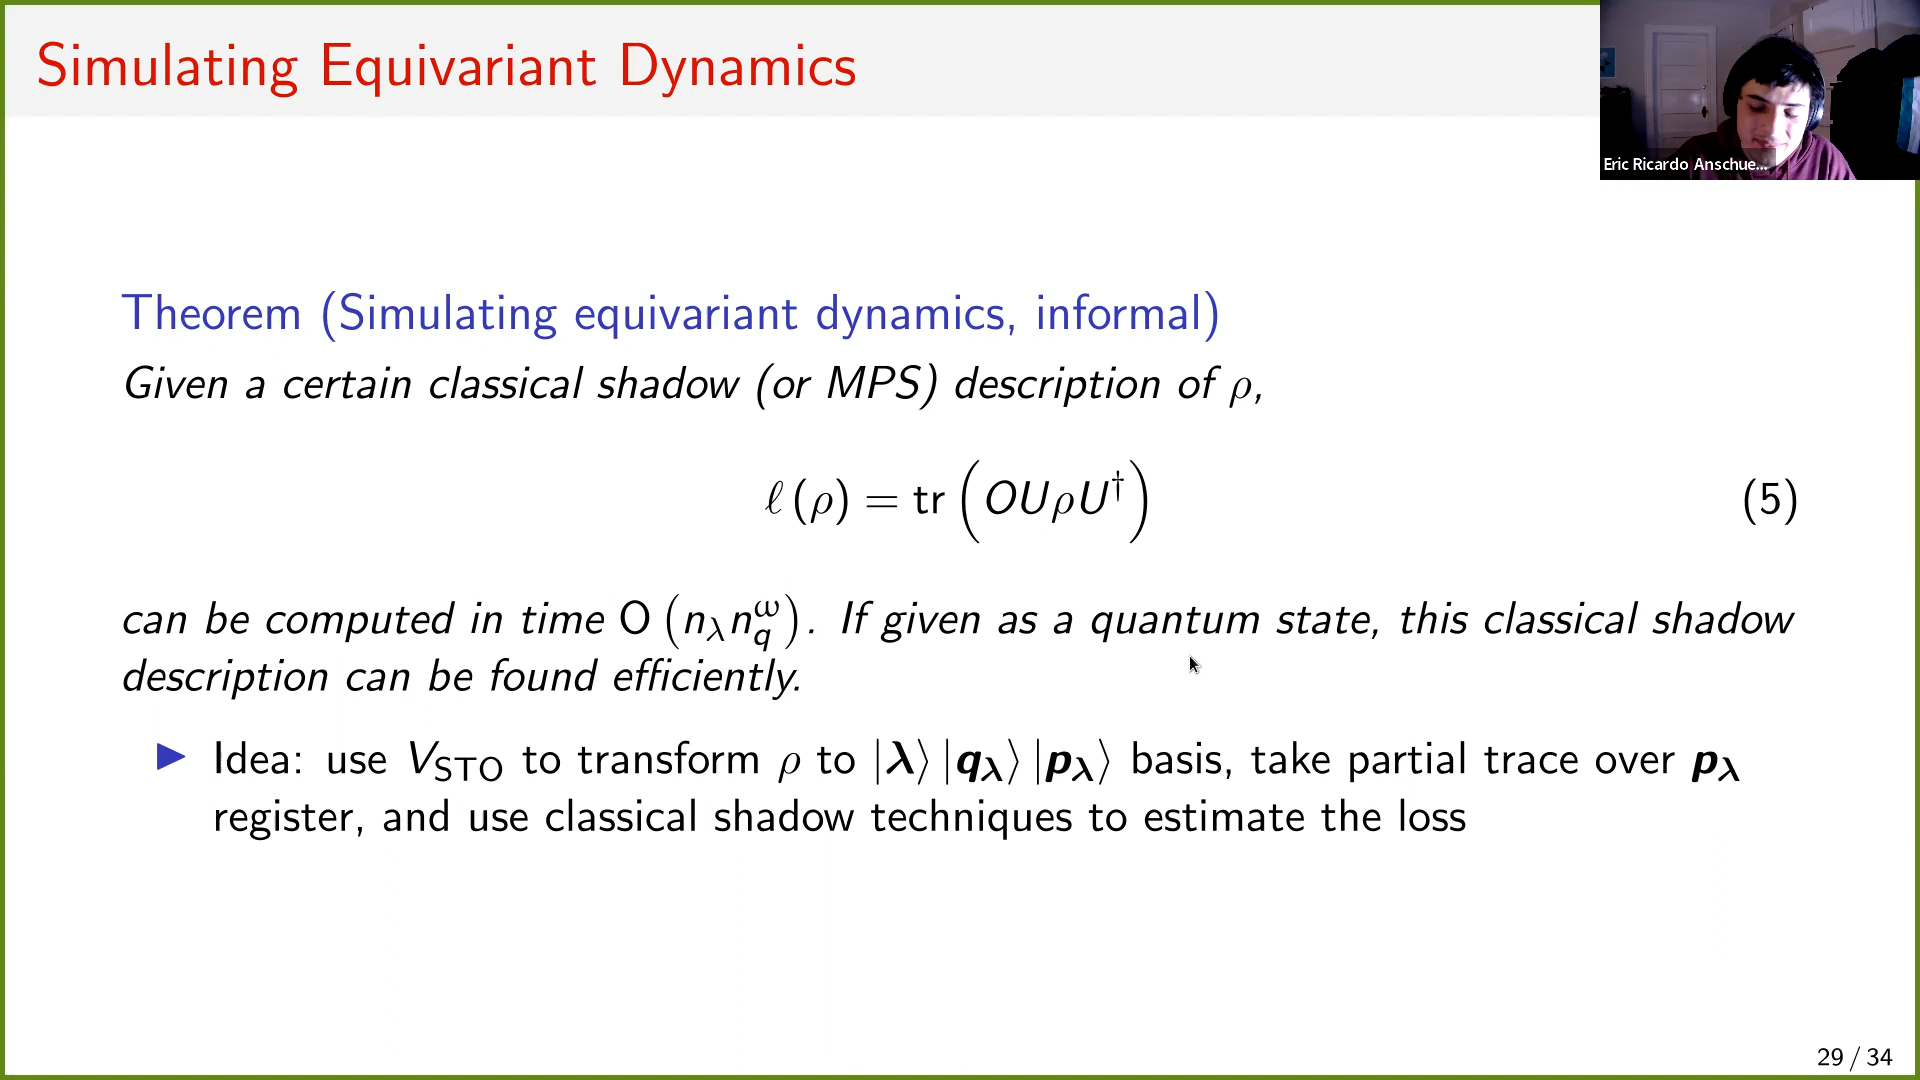 Simulating Equivariant Dynamics
Eric Ricardo Anschue...
Theorem (Simulating equivariant dynamics, informal)
Given a certain classical shadow (or MPS) description of ρ,
ℓ (ρ) = tr (OUρU†) (5)
can be computed in time O (n_λ n_q^ω). If given as a quantum state, this classical shadow
description can be found efficiently.
▶ Idea: use V_STO to transform ρ to |λ⟩ |q_λ⟩ |p_λ⟩ basis, take partial trace over p_λ
register, and use classical shadow techniques to estimate the loss
29 / 34